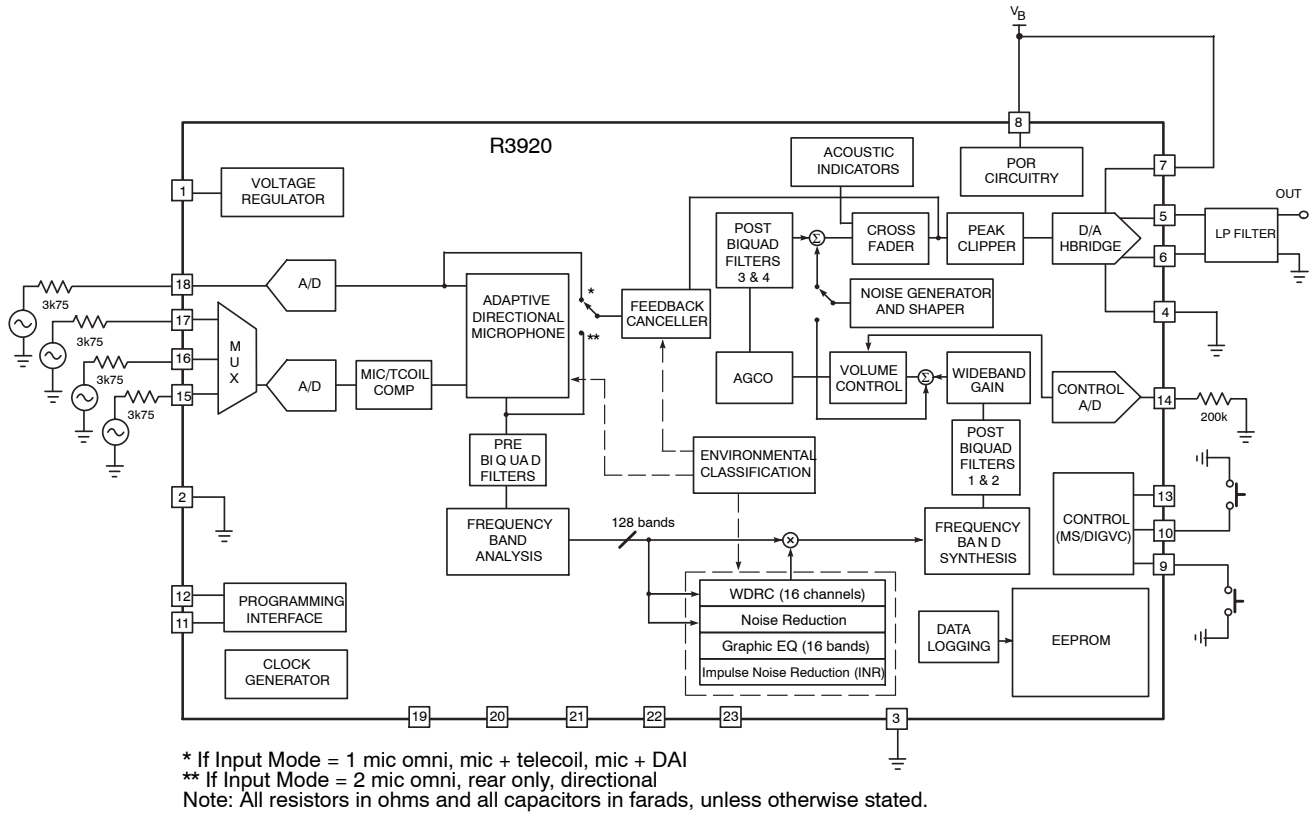 VB
8
R3920
ACOUSTIC
INDICATORS
POR
CIRCUITRY
7
1
VOLTAGE
REGULATOR
OUT
5
POST
BIQUAD
FILTERS
3 & 4
Σ
CROSS
FADER
PEAK
CLIPPER
D/A
HBRIDGE
LP FILTER
6
18
A/D
3k75
ADAPTIVE
DIRECTIONAL
MICROPHONE
*
**
FEEDBACK
CANCELLER
NOISE GENERATOR
AND SHAPER
4
17
3k75
MUX
16
3k75
15
3k75
A/D
MIC/TCOIL
COMP
AGCO
VOLUME
CONTROL
Σ
WIDEBAND
GAIN
CONTROL
A/D
14
200k
PRE
BI Q UA D
FILTERS
ENVIRONMENTAL
CLASSIFICATION
POST
BIQUAD
FILTERS
1 & 2
2
FREQUENCY
BAND
ANALYSIS
128 bands
×
FREQUENCY
BA N D
SYNTHESIS
CONTROL
(MS/DIGVC)
13
10
9
12
11
PROGRAMMING
INTERFACE
WDRC (16 channels)
Noise Reduction
Graphic EQ (16 bands)
Impulse Noise Reduction (INR)
DATA
LOGGING
EEPROM
CLOCK
GENERATOR
19
20
21
22
23
3
* If Input Mode = 1 mic omni, mic + telecoil, mic + DAI
** If Input Mode = 2 mic omni, rear only, directional
Note: All resistors in ohms and all capacitors in farads, unless otherwise stated.